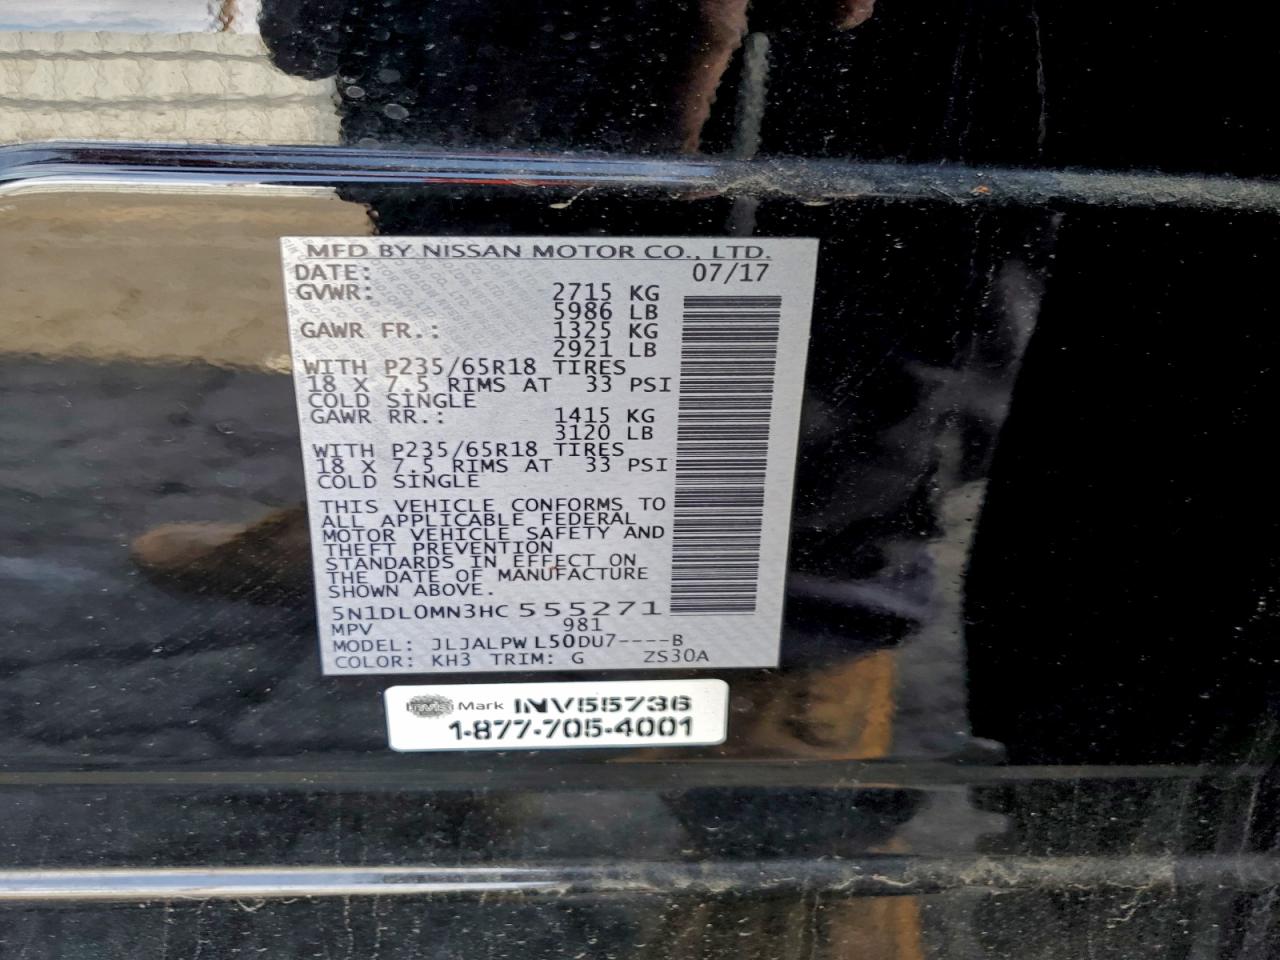 MFD BY NISSAN MOTOR CO., LTD.
DATE: 07/17
GVWR: 2715 KG
5986 LB
GAWR FR.: 1325 KG
2921 LB
WITH P235/65R18 TIRES
18 X 7.5 RIMS AT 33 PSI
COLD SINGLE
GAWR RR.: 1415 KG
3120 LB
WITH P235/65R18 TIRES
18 X 7.5 RIMS AT 33 PSI
COLD SINGLE
THIS VEHICLE CONFORMS TO
ALL APPLICABLE FEDERAL
MOTOR VEHICLE SAFETY AND
THEFT PREVENTION
STANDARDS IN EFFECT ON
THE DATE OF MANUFACTURE
SHOWN ABOVE.
5N1DL0MN3HC555271
MPV 981
MODEL: JLJALPWL50DU7----B
COLOR: KH3 TRIM: G ZS30A
Invis Mark INV55736
1-877-705-4001